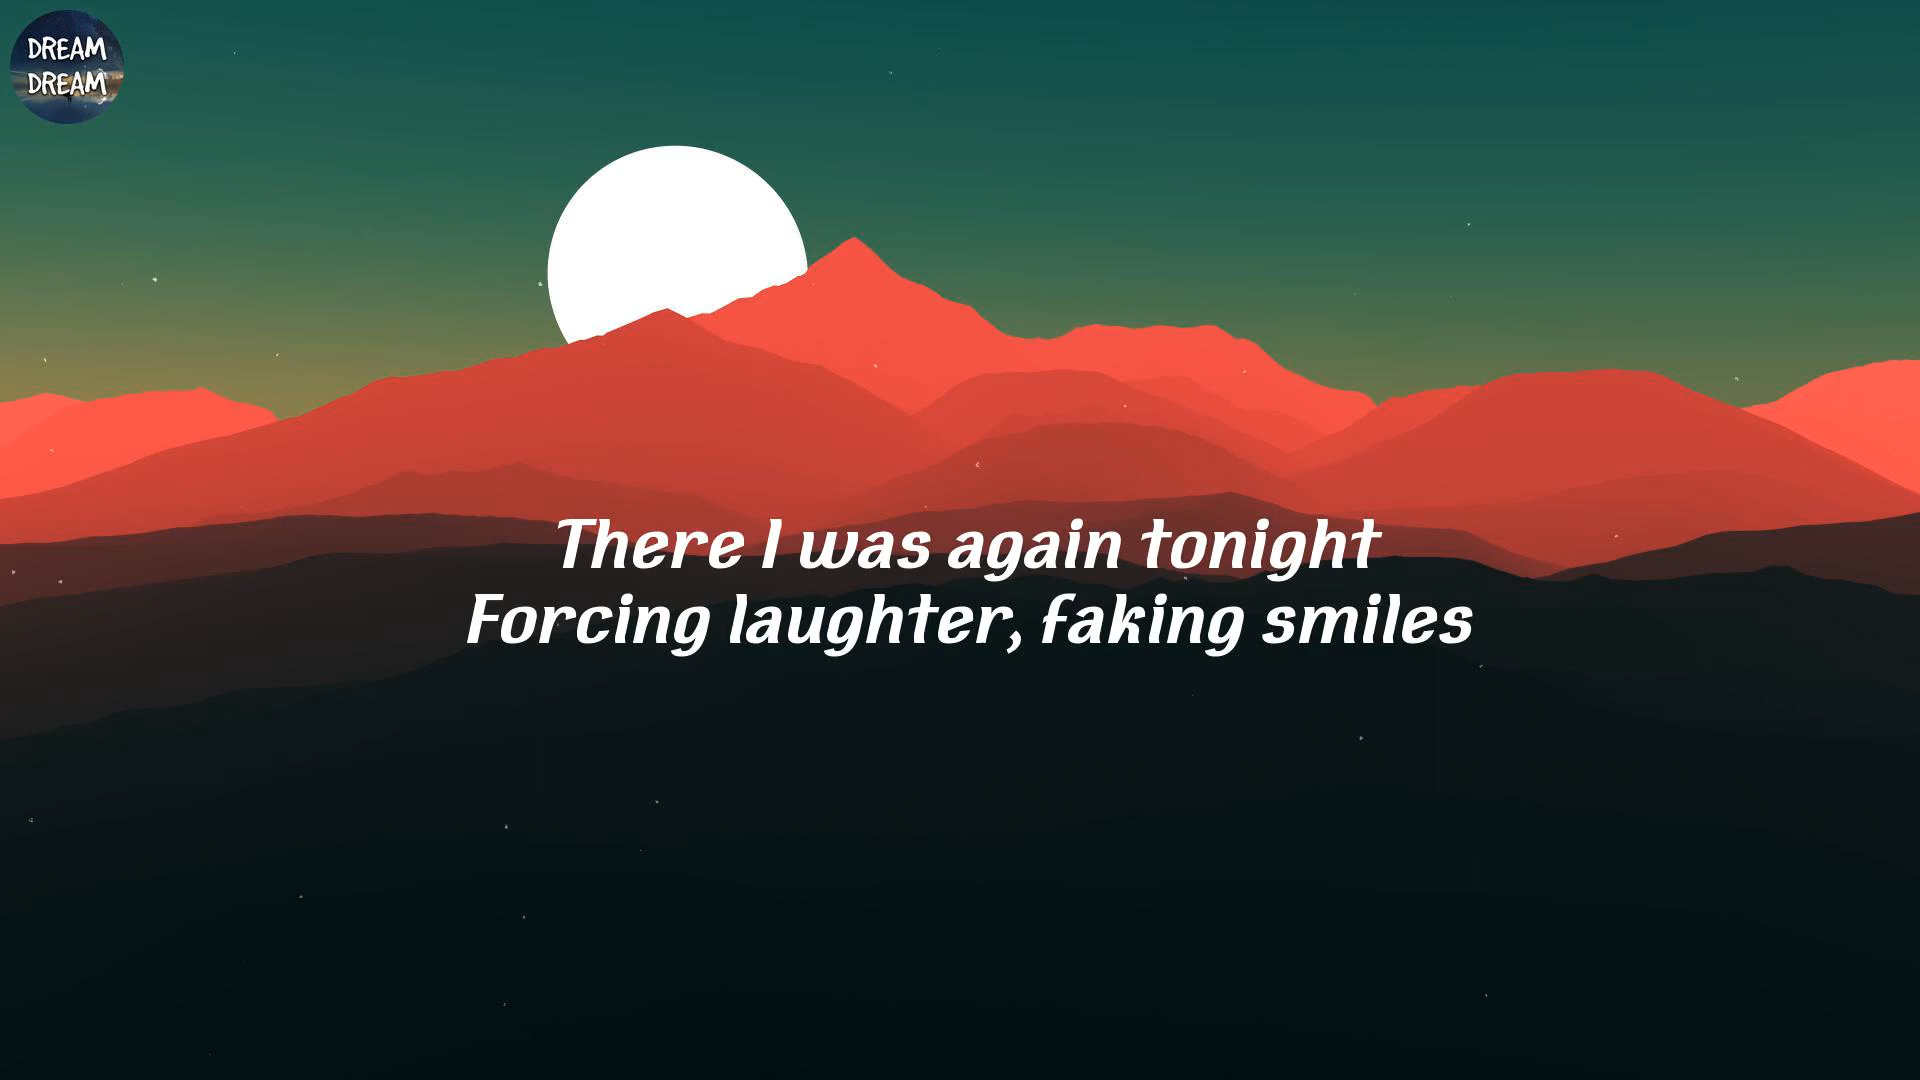 DREAM
DREAM
There I was again tonight
Forcing laughter, faking smiles